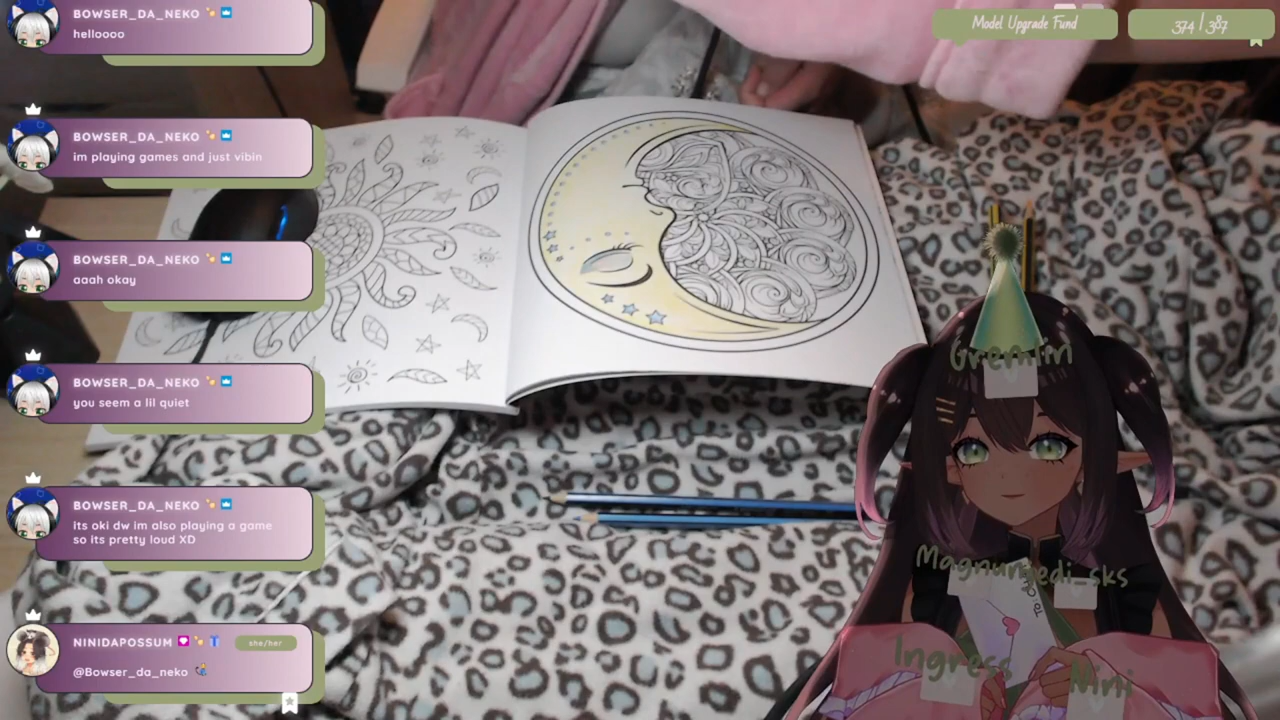 BOWSER_DA_NEKO
helloooo
BOWSER_DA_NEKO
im playing games and just vibin
BOWSER_DA_NEKO
aaah okay
BOWSER_DA_NEKO
you seem a lil quiet
BOWSER_DA_NEKO
its oki dw im also playing a game
so its pretty loud XD
NINIDAPOSSUM she/her
@Bowser_da_neko
Model Upgrade Fund
374 / 387
Gremlin
Ingress
Nini